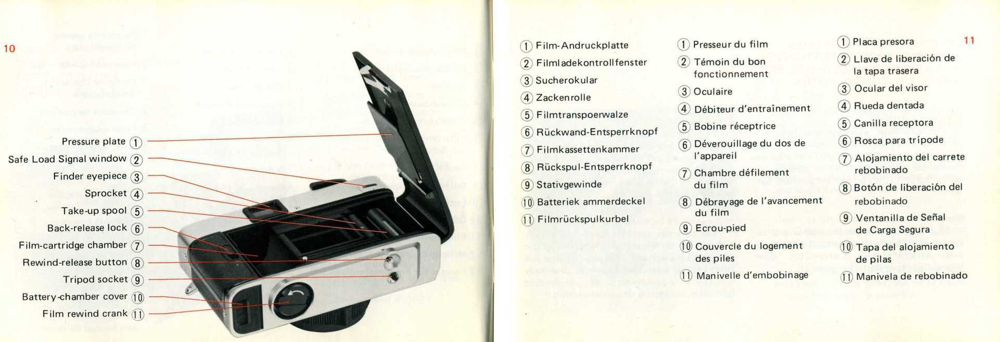 10
Pressure plate ①
Safe Load Signal window ②
Finder eyepiece ③
Sprocket ④
Take-up spool ⑤
Back-release lock ⑥
Film-cartridge chamber ⑦
Rewind-release button ⑧
Tripod socket ⑨
Battery-chamber cover ⑩
Film rewind crank ⑪
① Film-Andruckplatte
② Filmladekontrollfenster
③ Sucherokular
④ Zackenrolle
⑤ Filmtranspoerwalze
⑥ Rückwand-Entsperrknopf
⑦ Filmkassettenkammer
⑧ Rückspul-Entsperrknopf
⑨ Stativgewinde
⑩ Batteriek ammerdeckel
⑪ Filmrückspulkurbel
① Presseur du film
② Témoin du bon
fonctionnement
③ Oculaire
④ Débiteur d'entraînement
⑤ Bobine réceptrice
⑥ Déverouillage du dos de
l'appareil
⑦ Chambre défilement
du film
⑧ Débrayage de l'avancement
du film
⑨ Ecrou-pied
⑩ Couvercle du logement
des piles
⑪ Manivelle d'embobinage
① Placa presora
② Llave de liberación de
la tapa trasera
③ Ocular del visor
④ Rueda dentada
⑤ Canilla receptora
⑥ Rosca para trípode
⑦ Alojamiento del carrete
rebobinado
⑧ Botón de liberación del
rebobinado
⑨ Ventanilla de Señal
de Carga Segura
⑩ Tapa del alojamiento
de pilas
⑪ Manivela de rebobinado
11